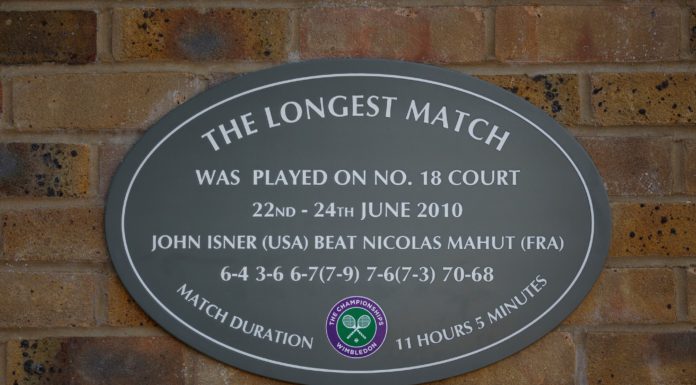 THE LONGEST MATCH
WAS PLAYED ON NO. 18 COURT
22ND - 24TH JUNE 2010
JOHN ISNER (USA) BEAT NICOLAS MAHUT (FRA)
6-4 3-6 6-7(7-9) 7-6(7-3) 70-68
MATCH DURATION
THE CHAMPIONSHIPS
WIMBLEDON
11 HOURS 5 MINUTES